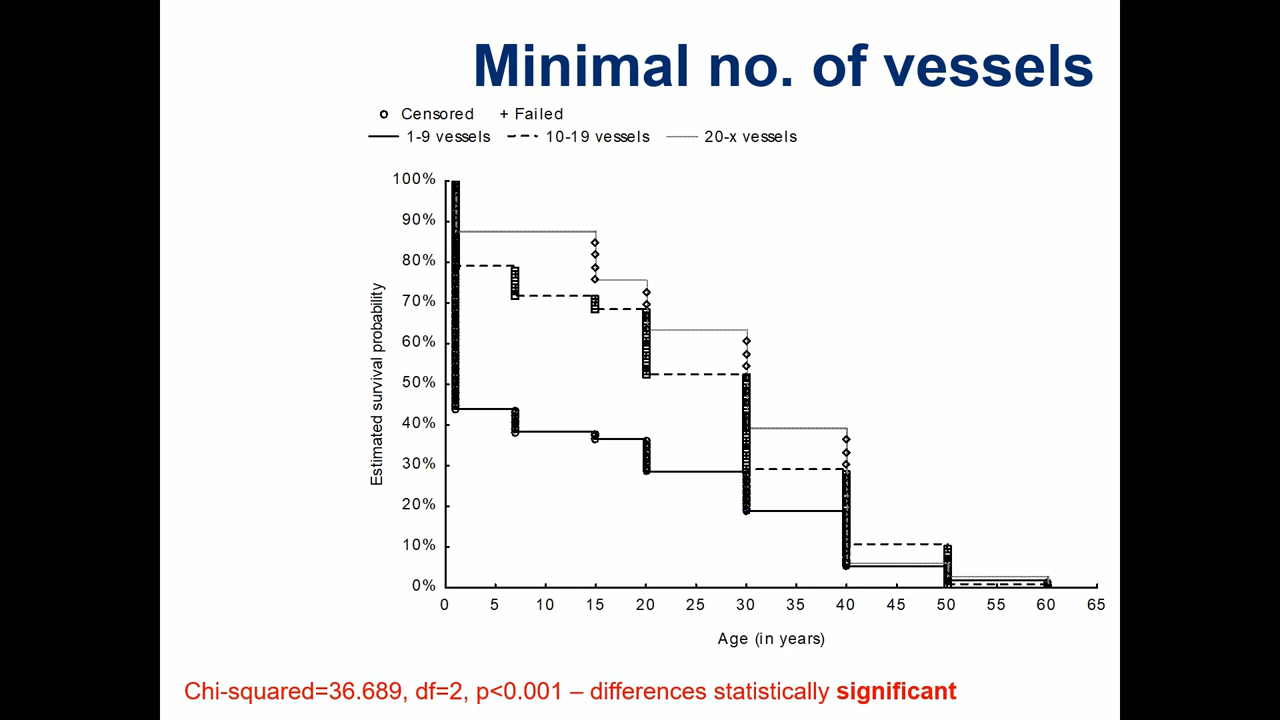 Minimal no. of vessels
Censored + Failed
1-9 vessels 10-19 vessels 20-x vessels
100%
90%
80%
70%
60%
50%
40%
30%
20%
10%
0%
Estimated survival probability
0 5 10 15 20 25 30 35 40 45 50 55 60 65
Age (in years)
Chi-squared=36.689, df=2, p<0.001 – differences statistically significant